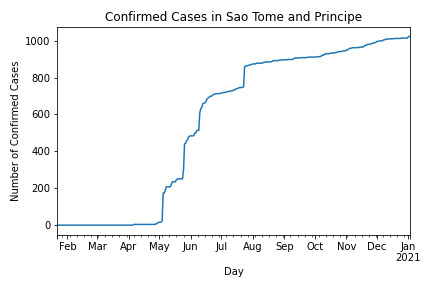 Confirmed Cases in Sao Tome and Principe
Number of Confirmed Cases
1000
800
600
400
200
0
Feb Mar Apr May Jun Jul Aug Sep Oct Nov Dec Jan
2021
Day